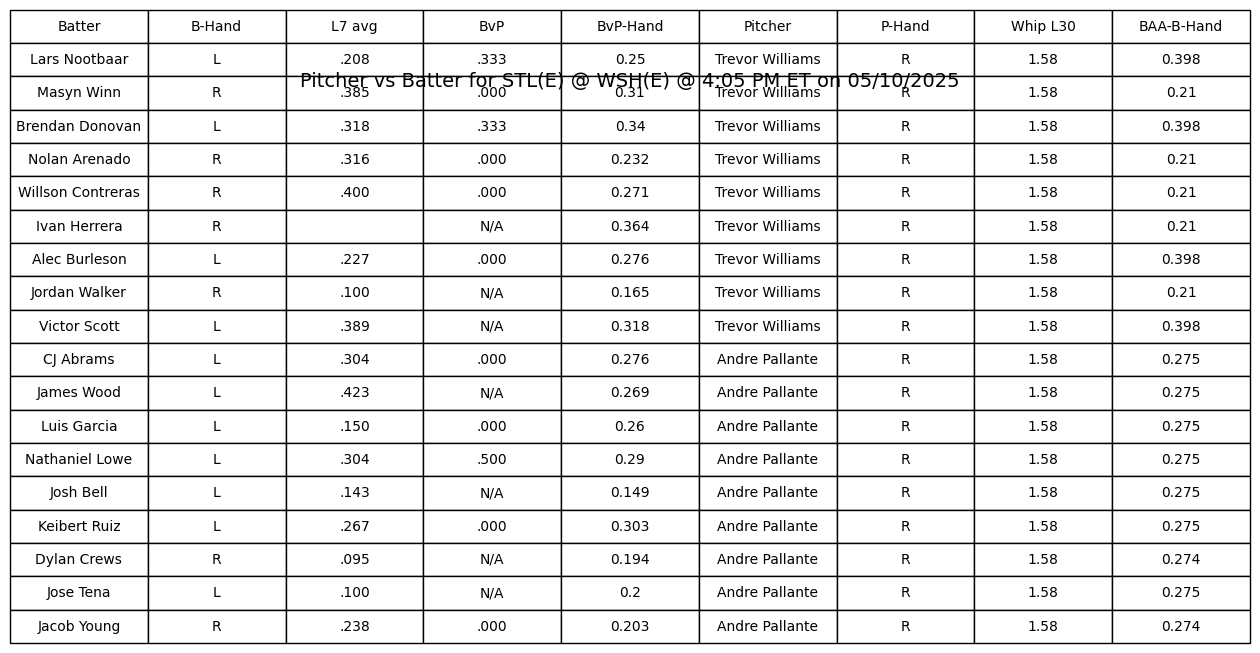 Batter B-Hand L7 avg BvP BvP-Hand Pitcher P-Hand Whip L30 BAA-B-Hand
Lars Nootbaar L .208 .333 0.25 Trevor Williams R 1.58 0.398
Pitcher vs Batter for STL(E) @ WSH(E) @ 4:05 PM ET on 05/10/2025
Masyn Winn R .385 .000 0.31 Trevor Williams R 1.58 0.21
Brendan Donovan L .318 .333 0.34 Trevor Williams R 1.58 0.398
Nolan Arenado R .316 .000 0.232 Trevor Williams R 1.58 0.21
Willson Contreras R .400 .000 0.271 Trevor Williams R 1.58 0.21
Ivan Herrera R N/A 0.364 Trevor Williams R 1.58 0.21
Alec Burleson L .227 .000 0.276 Trevor Williams R 1.58 0.398
Jordan Walker R .100 N/A 0.165 Trevor Williams R 1.58 0.21
Victor Scott L .389 N/A 0.318 Trevor Williams R 1.58 0.398
CJ Abrams L .304 .000 0.276 Andre Pallante R 1.58 0.275
James Wood L .423 N/A 0.269 Andre Pallante R 1.58 0.275
Luis Garcia L .150 .000 0.26 Andre Pallante R 1.58 0.275
Nathaniel Lowe L .304 .500 0.29 Andre Pallante R 1.58 0.275
Josh Bell L .143 N/A 0.149 Andre Pallante R 1.58 0.275
Keibert Ruiz L .267 .000 0.303 Andre Pallante R 1.58 0.275
Dylan Crews R .095 N/A 0.194 Andre Pallante R 1.58 0.274
Jose Tena L .100 N/A 0.2 Andre Pallante R 1.58 0.275
Jacob Young R .238 .000 0.203 Andre Pallante R 1.58 0.274